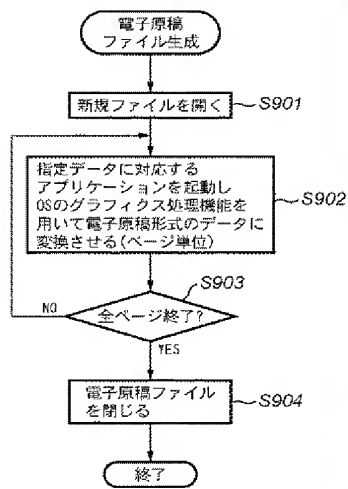 電子原稿
ファイル生成
新規ファイルを開く
S901
指定データに対応する
アプリケーションを起動し
OSのグラフィクス処理機能を
用いて電子原稿形式のデータに
変換させる(ページ単位)
S902
S903
全ページ終了?
NO
YES
電子原稿ファイル
を閉じる
S904
終了